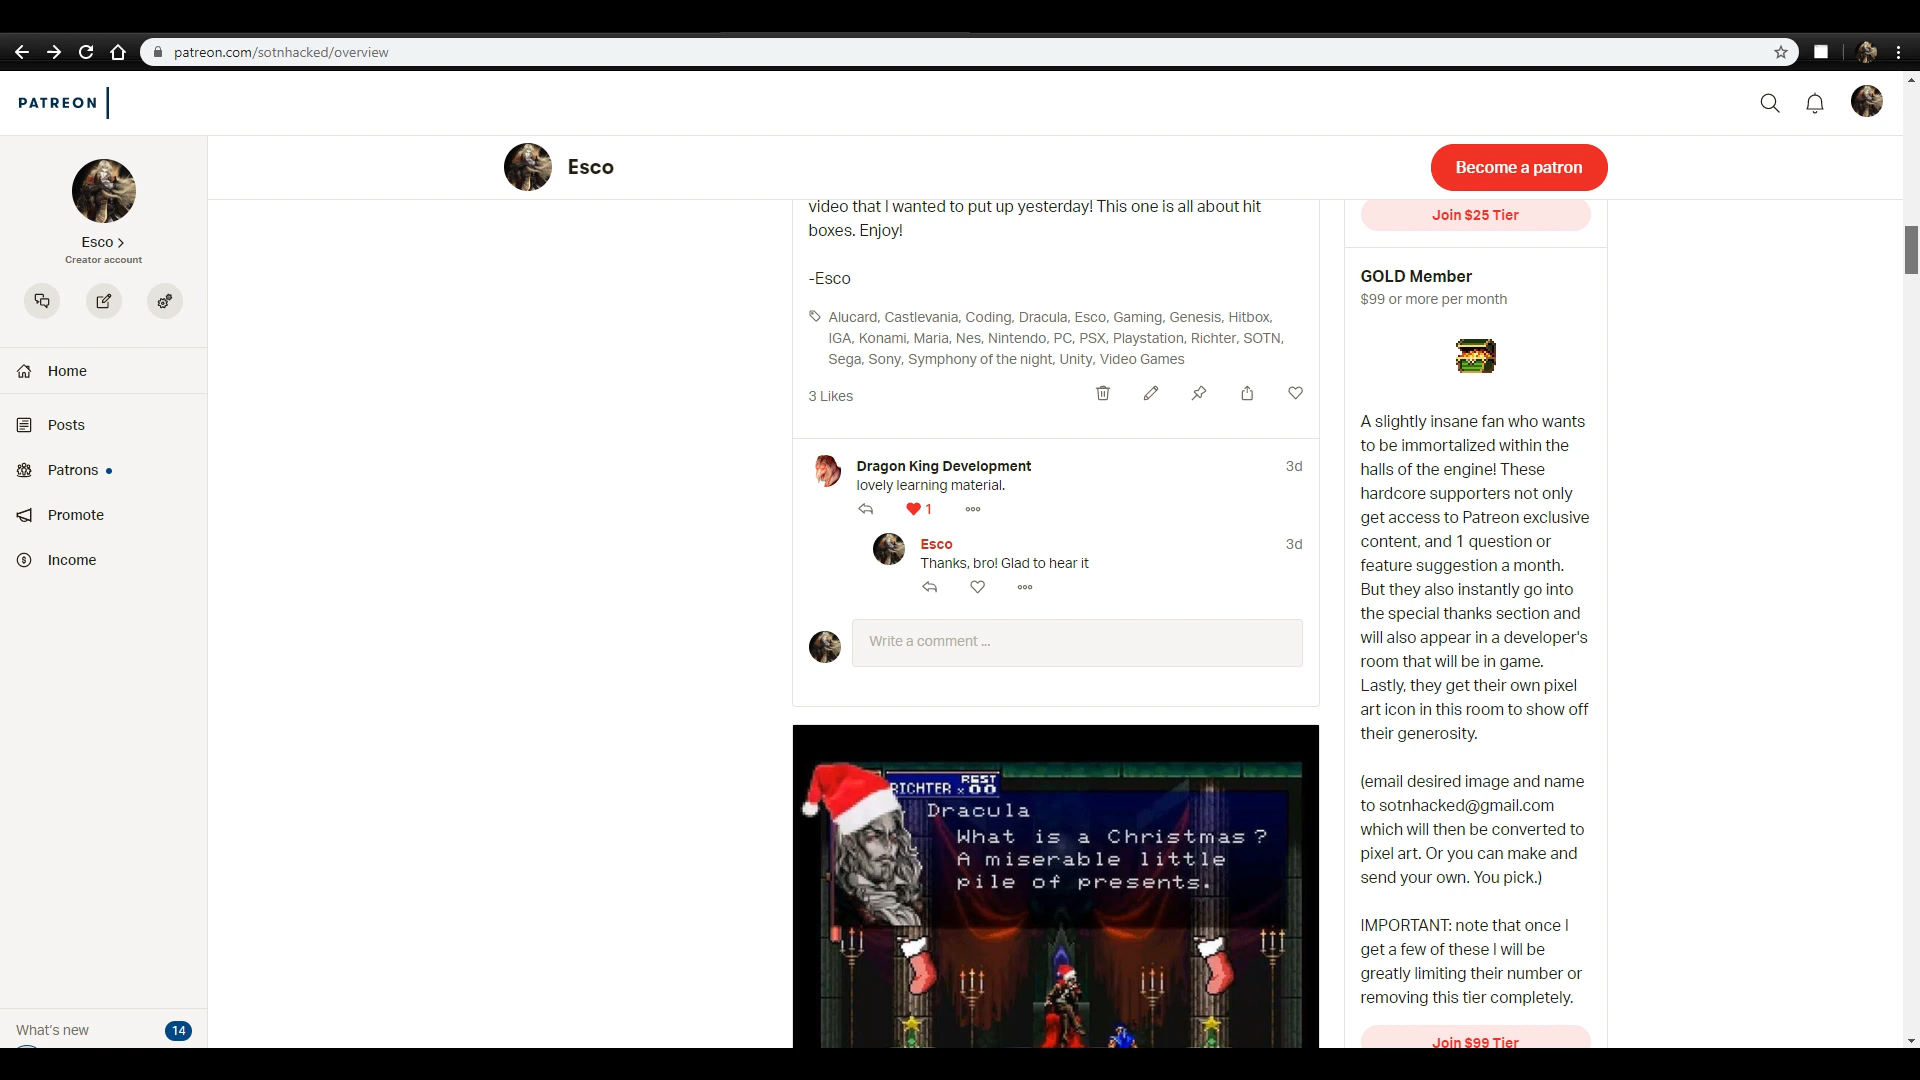 patreon.com/sotnhacked/overview
PATREON
Esco
Creator account
Home
Posts
Patrons
Promote
Income
What's new
14
Esco
Become a patron
video that I wanted to put up yesterday! This one is all about hit
boxes. Enjoy!
-Esco
Alucard, Castlevania, Coding, Dracula, Esco, Gaming, Genesis, Hitbox,
IGA, Konami, Maria, Nes, Nintendo, PC, PSX, Playstation, Richter, SOTN,
Sega, Sony, Symphony of the night, Unity, Video Games
3 Likes
Dragon King Development
3d
lovely learning material.
1
Esco
3d
Thanks, bro! Glad to hear it
Write a comment ...
RICHTER x 00
REST
Dracula
What is a Christmas?
A miserable little
pile of presents.
Join $25 Tier
GOLD Member
$99 or more per month
A slightly insane fan who wants
to be immortalized within the
halls of the engine! These
hardcore supporters not only
get access to Patreon exclusive
content, and 1 question or
feature suggestion a month.
But they also instantly go into
the special thanks section and
will also appear in a developer's
room that will be in game.
Lastly, they get their own pixel
art icon in this room to show off
their generosity.
(email desired image and name
to sotnhacked@gmail.com
which will then be converted to
pixel art. Or you can make and
send your own. You pick.)
IMPORTANT: note that once I
get a few of these I will be
greatly limiting their number or
removing this tier completely.
Join $99 Tier